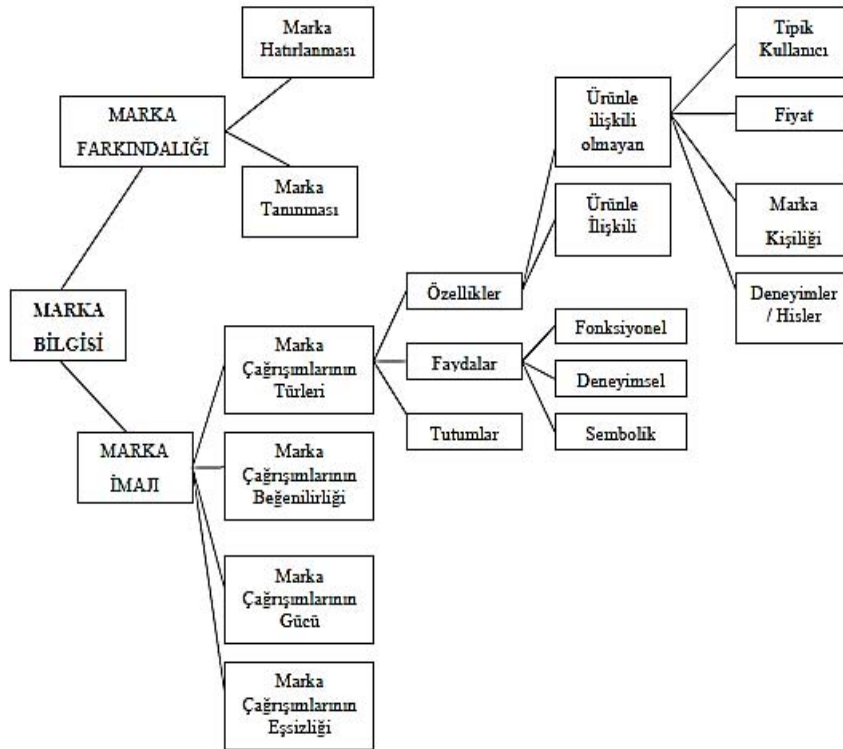 Marka
Hatırlanması
MARKA
FARKINDALIĞI
Marka
Tanınması
MARKA
BİLGİSİ
MARKA
İMAJI
Marka
Çağrışımlarının
Türleri
Marka
Çağrışımlarının
Beğenilirliği
Marka
Çağrışımlarının
Gücü
Marka
Çağrışımlarının
Eşsizliği
Özellikler
Faydalar
Tutumlar
Ürünle
ilişkili
olmayan
Ürünle
İlişkili
Fonksiyonel
Deneyimsel
Sembolik
Tipik
Kullanıcı
Fiyat
Marka
Kişiliği
Deneyimler
/ Hisler